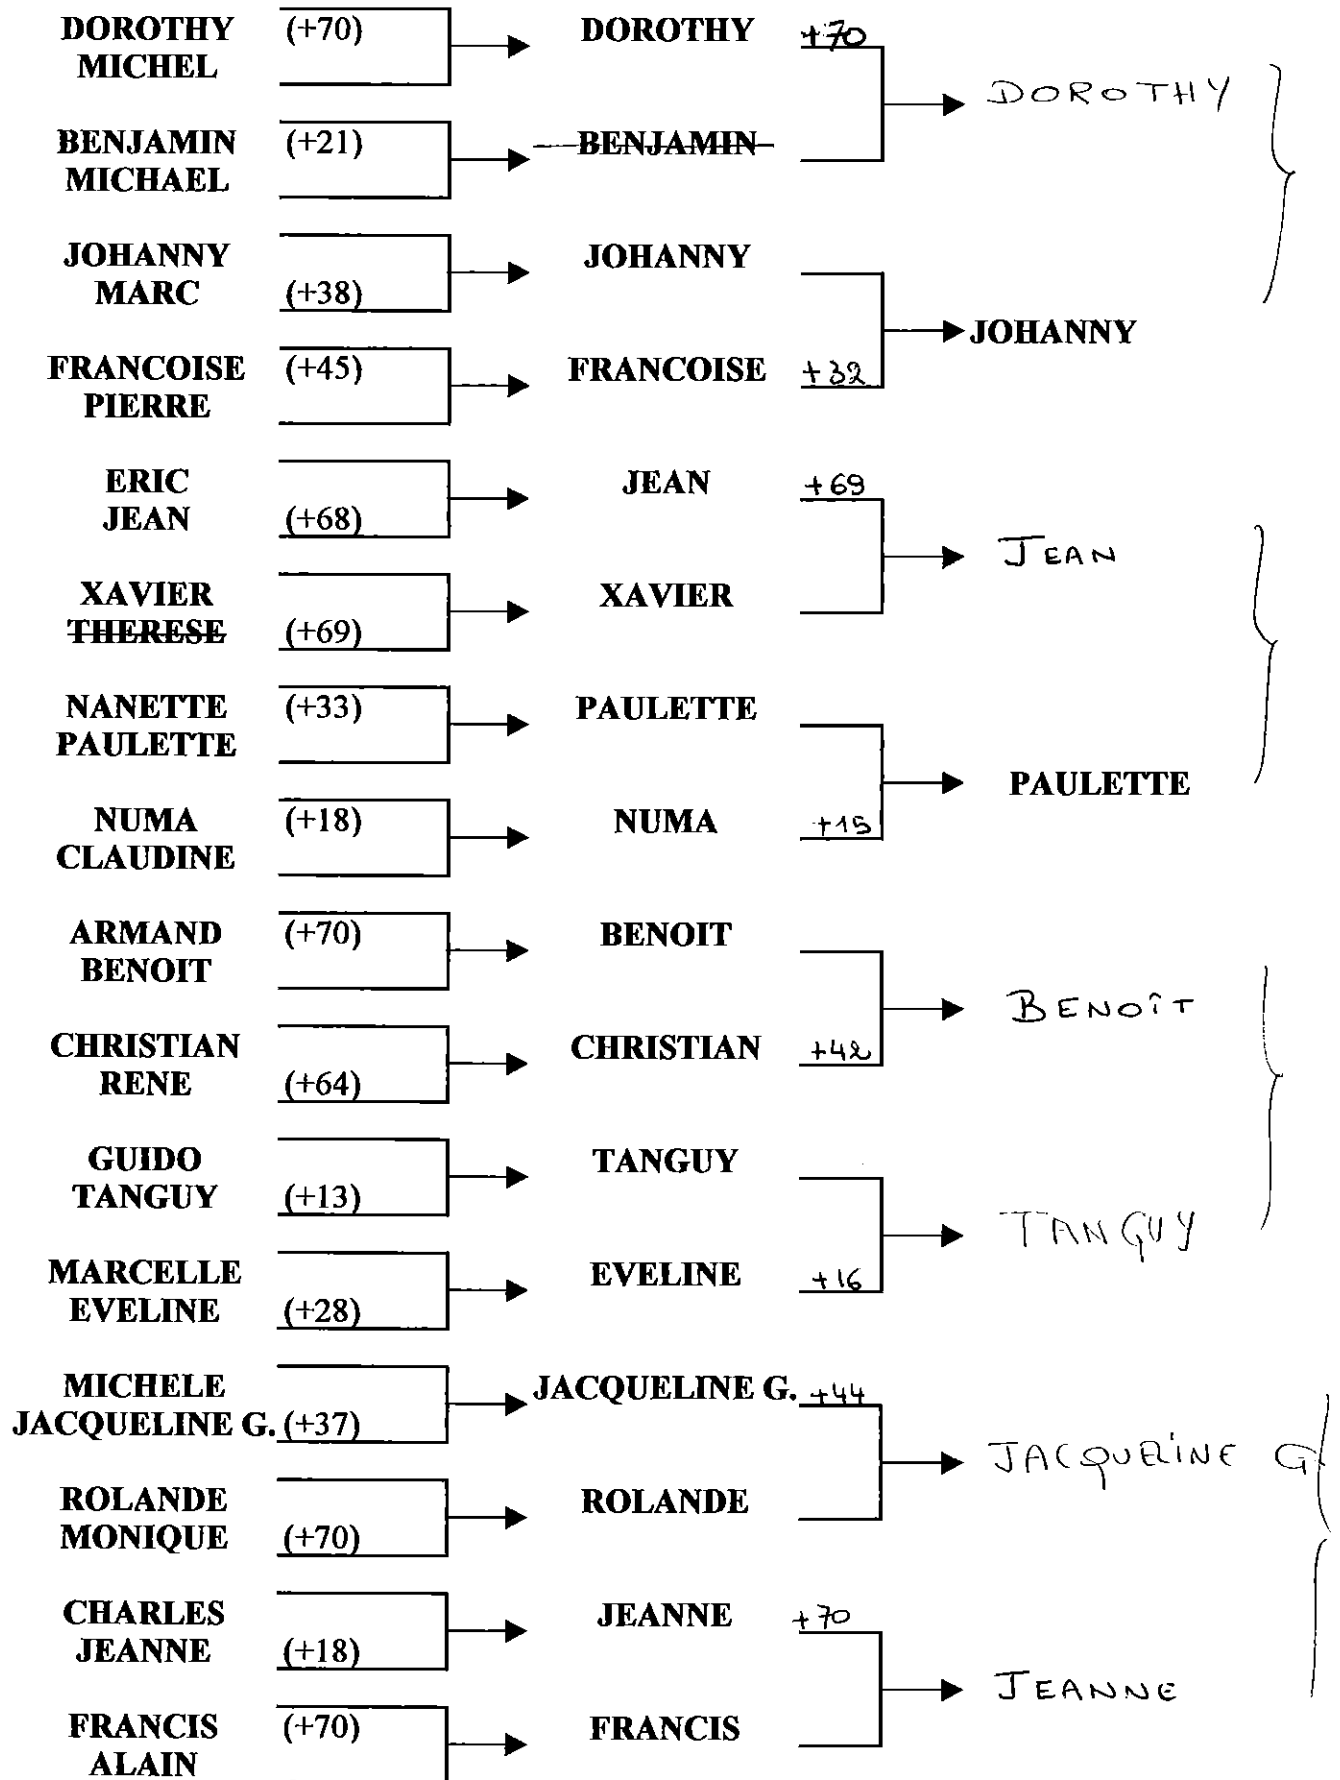 DOROTHY (+70) DOROTHY +70
MICHEL
DOROTHY
BENJAMIN (+21) BENJAMIN
MICHAEL
JOHANNY JOHANNY
MARC (+38)
JOHANNY
FRANCOISE (+45) FRANCOISE +32
PIERRE
ERIC JEAN +69
JEAN (+68)
JEAN
XAVIER XAVIER
THERESE (+69)
NANETTE (+33) PAULETTE
PAULETTE
PAULETTE
NUMA (+18) NUMA +15
CLAUDINE
ARMAND (+70) BENOIT
BENOIT
BENOÎT
CHRISTIAN CHRISTIAN +42
RENE (+64)
GUIDO TANGUY
TANGUY (+13)
TANGUY
MARCELLE EVELINE +16
EVELINE (+28)
MICHELE JACQUELINE G. +44
JACQUELINE G. (+37)
JACQUELINE G
ROLANDE ROLANDE
MONIQUE (+70)
CHARLES JEANNE +70
JEANNE (+18)
JEANNE
FRANCIS (+70) FRANCIS
ALAIN